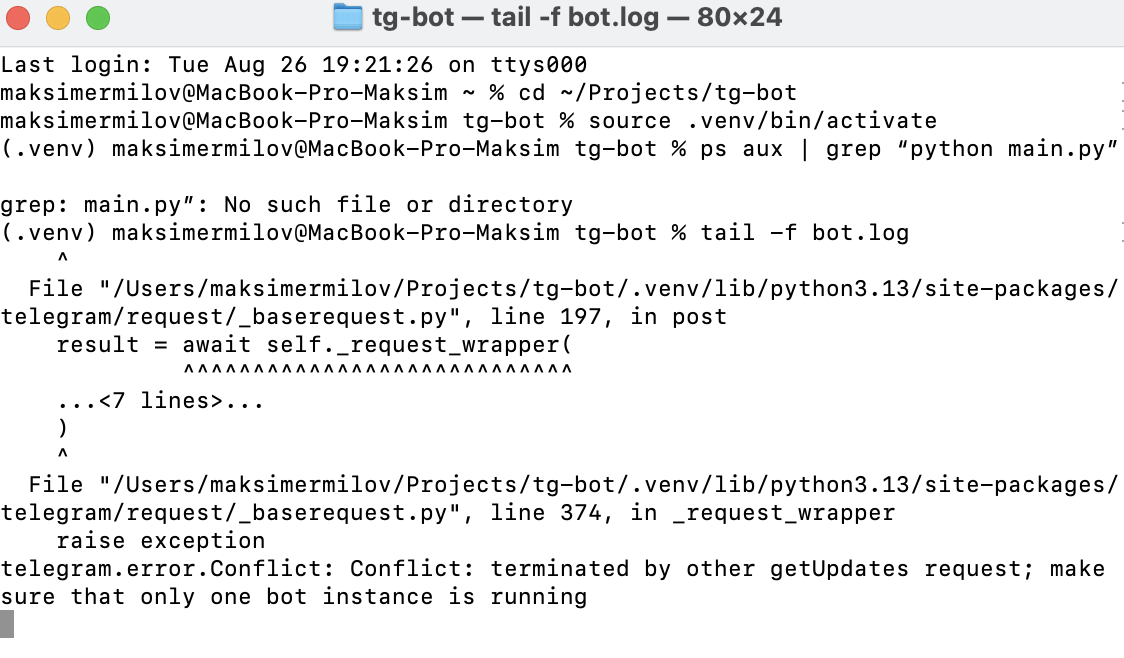 tg-bot — tail -f bot.log — 80×24
Last login: Tue Aug 26 19:21:26 on ttys000
maksimermilov@MacBook-Pro-Maksim ~ % cd ~/Projects/tg-bot
maksimermilov@MacBook-Pro-Maksim tg-bot % source .venv/bin/activate
(.venv) maksimermilov@MacBook-Pro-Maksim tg-bot % ps aux | grep “python main.py”
grep: main.py”: No such file or directory
(.venv) maksimermilov@MacBook-Pro-Maksim tg-bot % tail -f bot.log
    ^
  File "/Users/maksimermilov/Projects/tg-bot/.venv/lib/python3.13/site-packages/
telegram/request/_baserequest.py", line 197, in post
    result = await self._request_wrapper(
             ^^^^^^^^^^^^^^^^^^^^^^^^^^^^
    ...<7 lines>...
    )
    ^
  File "/Users/maksimermilov/Projects/tg-bot/.venv/lib/python3.13/site-packages/
telegram/request/_baserequest.py", line 374, in _request_wrapper
    raise exception
telegram.error.Conflict: Conflict: terminated by other getUpdates request; make
sure that only one bot instance is running